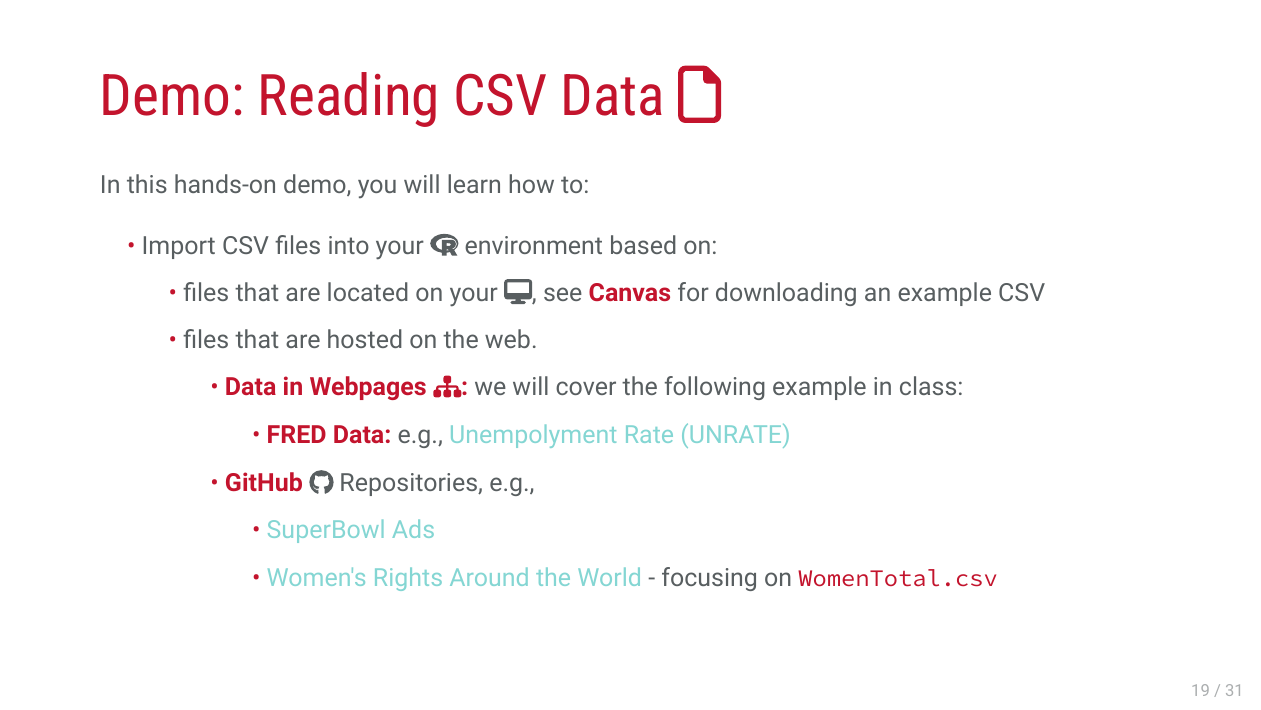 Demo: Reading CSV Data
In this hands-on demo, you will learn how to:
• Import CSV files into your R environment based on:
• files that are located on your , see Canvas for downloading an example CSV
• files that are hosted on the web.
• Data in Webpages : we will cover the following example in class:
• FRED Data: e.g., Unempolyment Rate (UNRATE)
• GitHub Repositories, e.g.,
• SuperBowl Ads
• Women's Rights Around the World - focusing on WomenTotal.csv
19 / 31